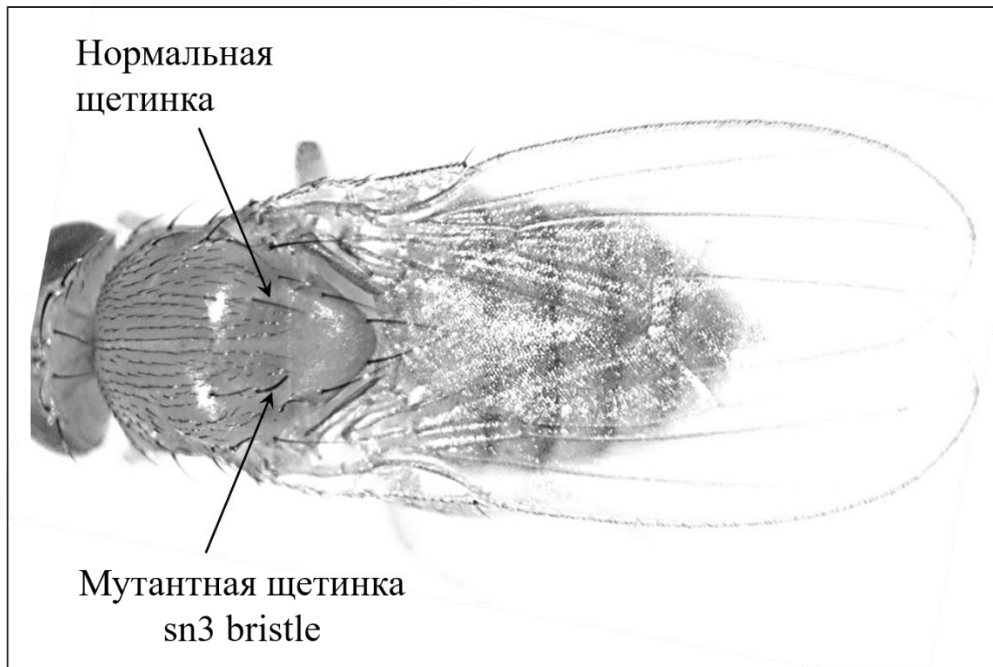 Нормальная
щетинка
Мутантная щетинка
sn3 bristle